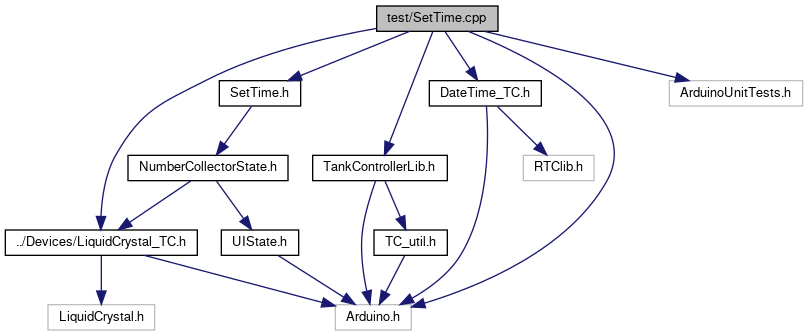 test/SetTime.cpp
SetTime.h
DateTime_TC.h
ArduinoUnitTests.h
NumberCollectorState.h
TankControllerLib.h
RTClib.h
../Devices/LiquidCrystal_TC.h
UIState.h
TC_util.h
LiquidCrystal.h
Arduino.h